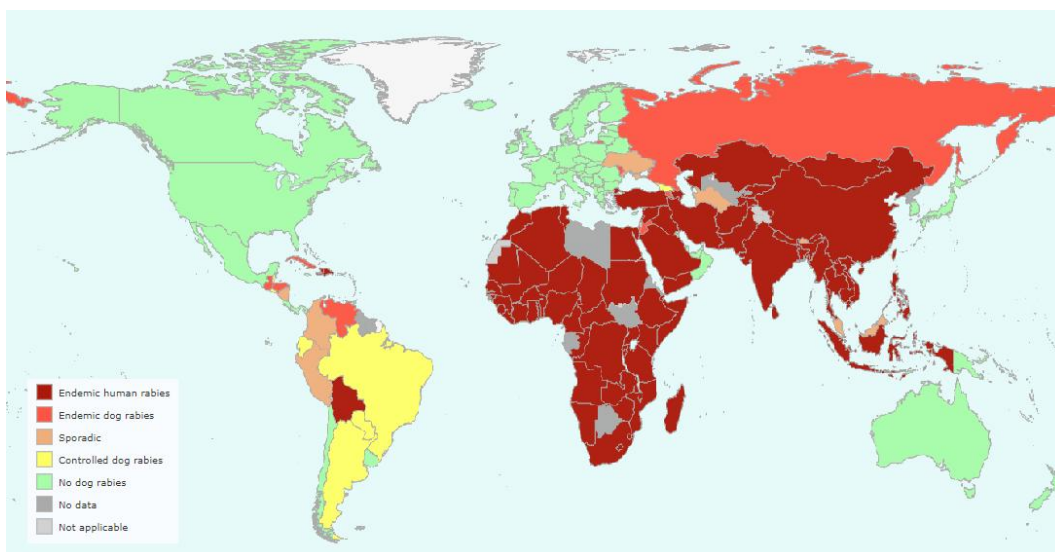 Endemic human rabies
Endemic dog rabies
Sporadic
Controlled dog rabies
No dog rabies
No data
Not applicable